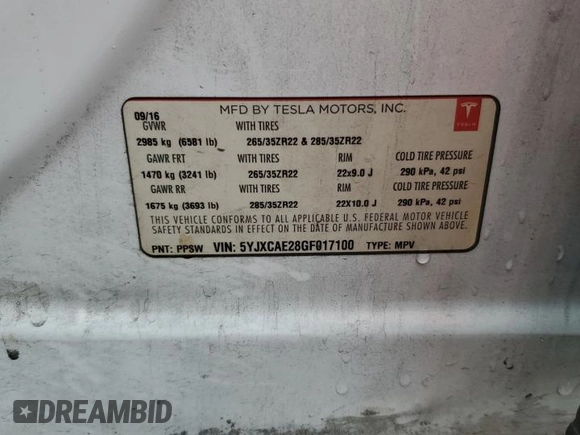 09/16 MFD BY TESLA MOTORS, INC.
GVWR WITH TIRES
2985 kg (6581 lb) 265/35ZR22 & 285/35ZR22
GAWR FRT WITH TIRES RIM COLD TIRE PRESSURE
1470 kg (3241 lb) 265/35ZR22 22x9.0 J 290 kPa, 42 psi
GAWR RR WITH TIRES RIM COLD TIRE PRESSURE
1675 kg (3693 lb) 285/35ZR22 22X10.0 J 290 kPa, 42 psi
THIS VEHICLE CONFORMS TO ALL APPLICABLE U.S. FEDERAL MOTOR VEHICLE
SAFETY STANDARDS IN EFFECT ON THE DATE OF MANUFACTURE SHOWN ABOVE.
PNT: PPSW VIN: 5YJXCAE28GF017100 TYPE: MPV
TESLA
DREAMBID